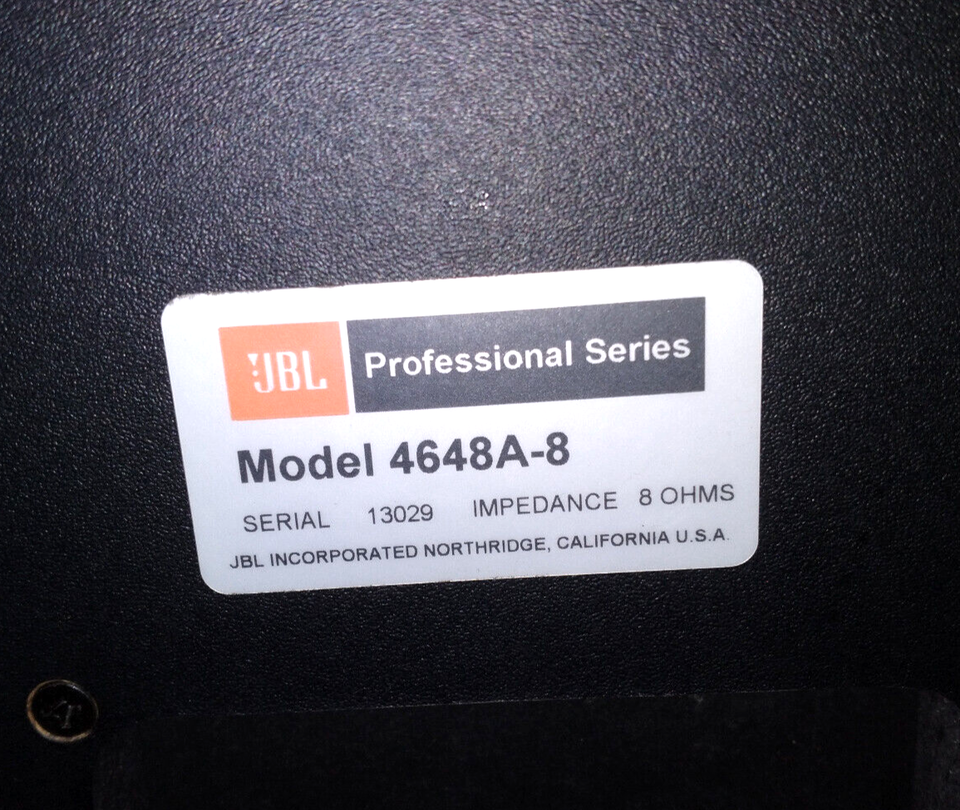 JBL Professional Series
Model 4648A-8
SERIAL 13029 IMPEDANCE 8 OHMS
JBL INCORPORATED NORTHRIDGE, CALIFORNIA U.S.A.